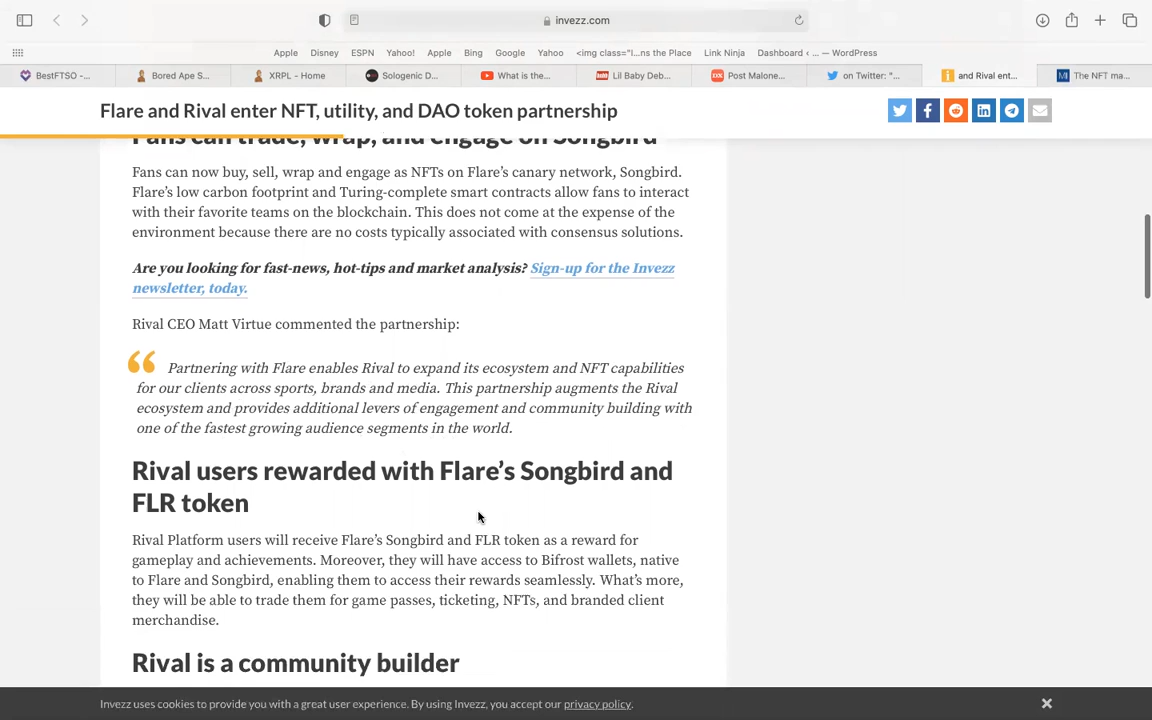 invezz.com
Apple Disney ESPN Yahoo! Apple Bing Google Yahoo <img class="l...ns the Place Link Ninja Dashboard ‹ ... — WordPress
BestFTSO -... Bored Ape S... XRPL - Home Sologenic D... What is the... Lil Baby Deb... Post Malone... on Twitter: "... and Rival ent... The NFT ma...
Flare and Rival enter NFT, utility, and DAO token partnership
Fans can trade, wrap, and engage on Songbird
Fans can now buy, sell, wrap and engage as NFTs on Flare's canary network, Songbird.
Flare's low carbon footprint and Turing-complete smart contracts allow fans to interact
with their favorite teams on the blockchain. This does not come at the expense of the
environment because there are no costs typically associated with consensus solutions.
Are you looking for fast-news, hot-tips and market analysis? Sign-up for the Invezz
newsletter, today.
Rival CEO Matt Virtue commented the partnership:
“ Partnering with Flare enables Rival to expand its ecosystem and NFT capabilities
for our clients across sports, brands and media. This partnership augments the Rival
ecosystem and provides additional levers of engagement and community building with
one of the fastest growing audience segments in the world.
Rival users rewarded with Flare's Songbird and
FLR token
Rival Platform users will receive Flare's Songbird and FLR token as a reward for
gameplay and achievements. Moreover, they will have access to Bifrost wallets, native
to Flare and Songbird, enabling them to access their rewards seamlessly. What's more,
they will be able to trade them for game passes, ticketing, NFTs, and branded client
merchandise.
Rival is a community builder
Invezz uses cookies to provide you with a great user experience. By using Invezz, you accept our privacy policy.